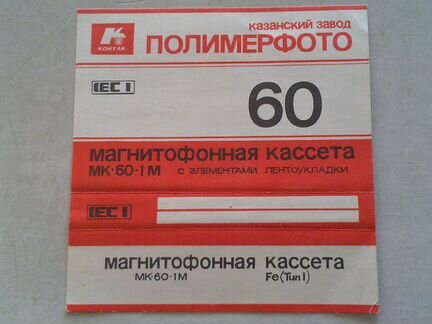 КОНТАК
КАЗАНСКИЙ ЗАВОД
ПОЛИМЕРФОТО
IEC I
60
МАГНИТОФОННАЯ КАССЕТА
МК·60·1М С ЭЛЕМЕНТАМИ ЛЕНТОУКЛАДКИ
IEC I
МАГНИТОФОННАЯ КАССЕТА
МК·60·1М Fe (Тип I)